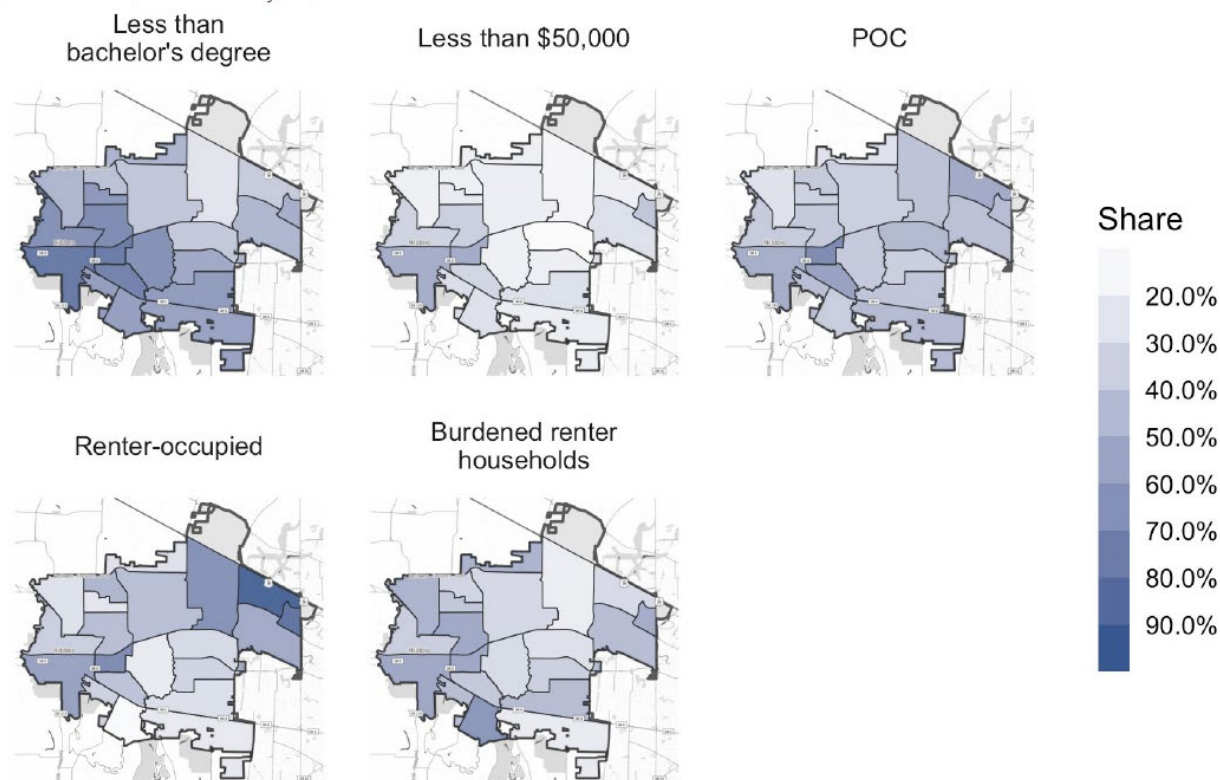 Less than
bachelor's degree
Less than $50,000
POC
Share
20.0%
30.0%
40.0%
50.0%
60.0%
70.0%
80.0%
90.0%
Renter-occupied
Burdened renter
households